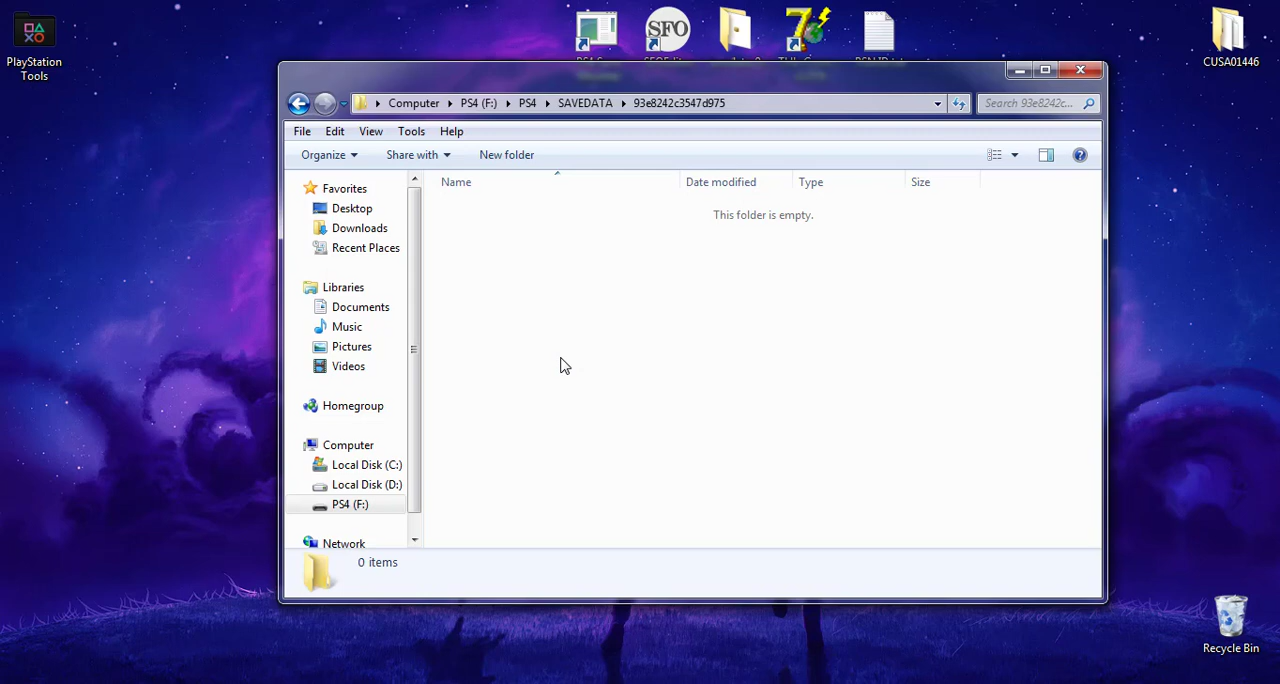 PlayStation
Tools
SFO
CUSA01446
Computer
PS4 (F:)
PS4
SAVEDATA
93e8242c3547d975
Search 93e8242c...
File
Edit
View
Tools
Help
Organize
Share with
New folder
Name
Date modified
Type
Size
This folder is empty.
Favorites
Desktop
Downloads
Recent Places
Libraries
Documents
Music
Pictures
Videos
Homegroup
Computer
Local Disk (C:)
Local Disk (D:)
PS4 (F:)
Network
0 items
Recycle Bin